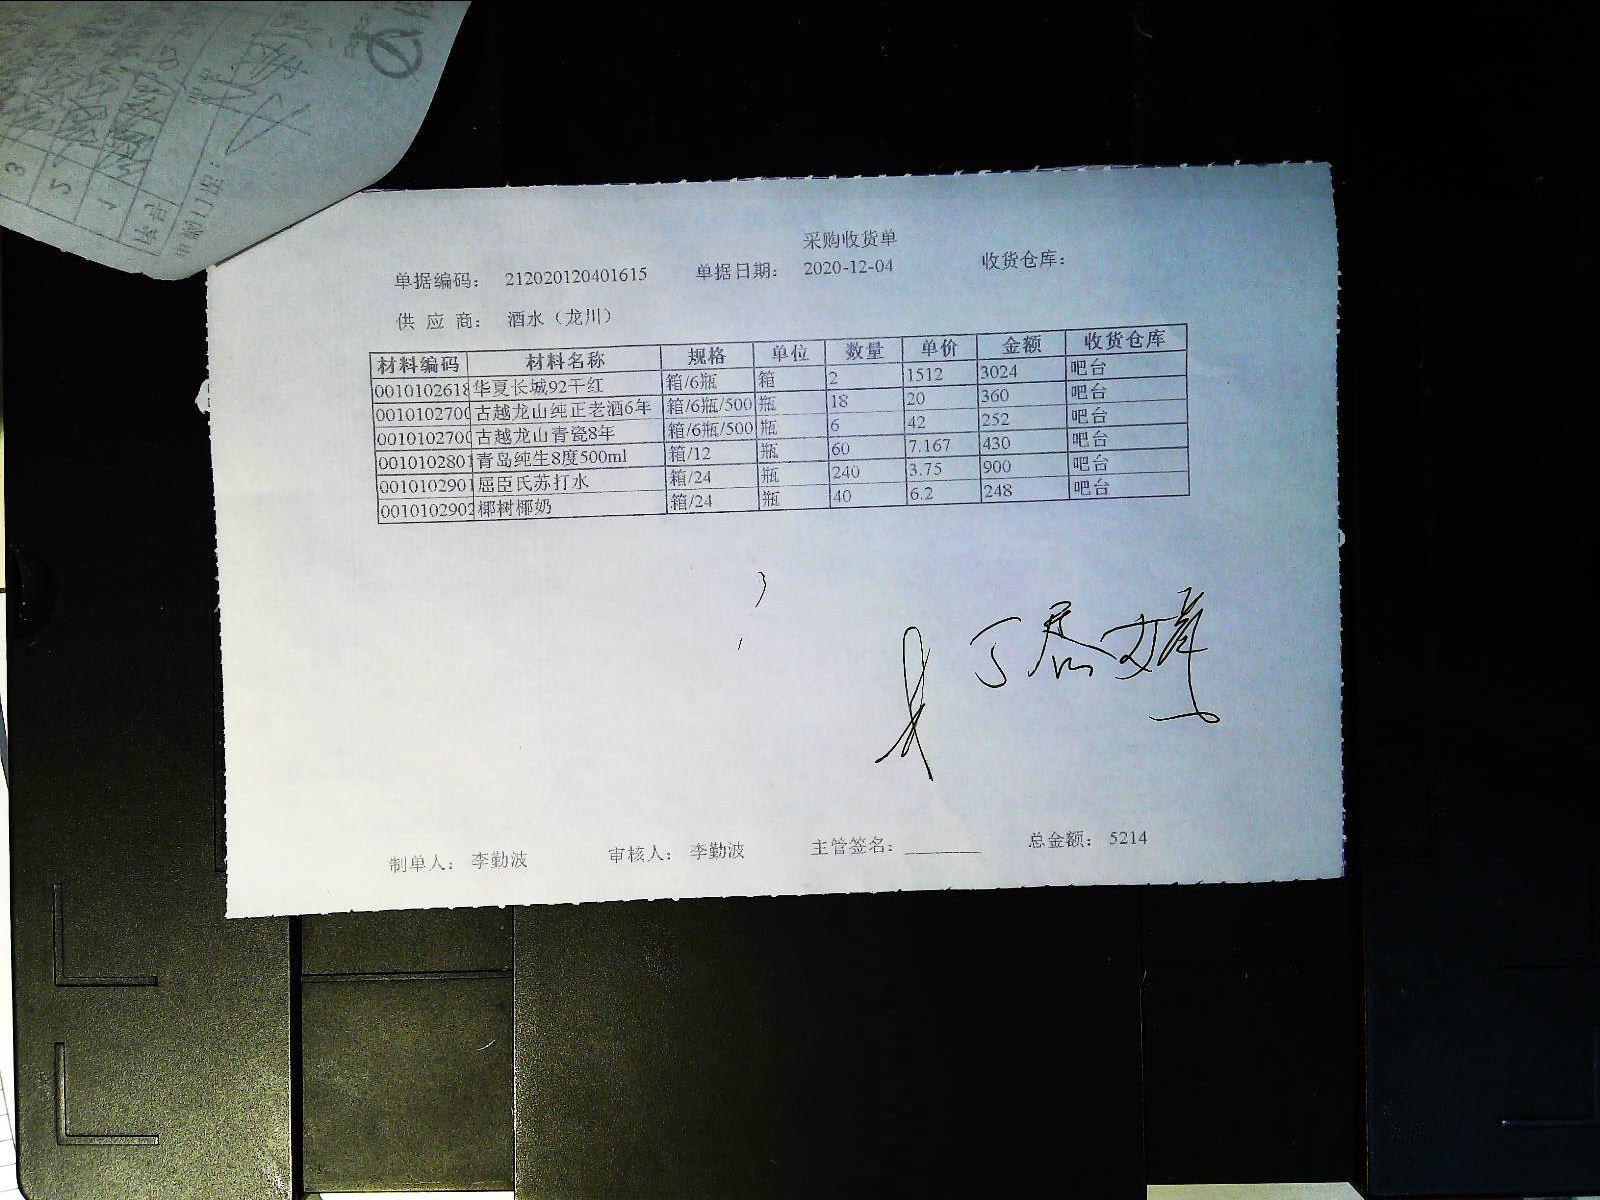 采购收货单
单据编码： 212020120401615 单据日期： 2020-12-04 收货仓库：
供 应 商： 酒水（龙川）
材料编码 材料名称 规格 单位 数量 单价 金额 收货仓库
0010102618 华夏长城92干红 箱/6瓶 箱 2 1512 3024 吧台
001010270 古越龙山纯正老酒6年 箱/6瓶/500 瓶 18 20 360 吧台
001010270 古越龙山青瓷8年 箱/6瓶/500 瓶 6 42 252 吧台
001010280 青岛纯生8度500ml 箱/12 瓶 60 7.167 430 吧台
001010290 屈臣氏苏打水 箱/24 瓶 240 3.75 900 吧台
0010102902 椰树椰奶 箱/24 瓶 40 6.2 248 吧台
制单人： 李勤波 审核人： 李勤波 主管签名： 总金额： 5214